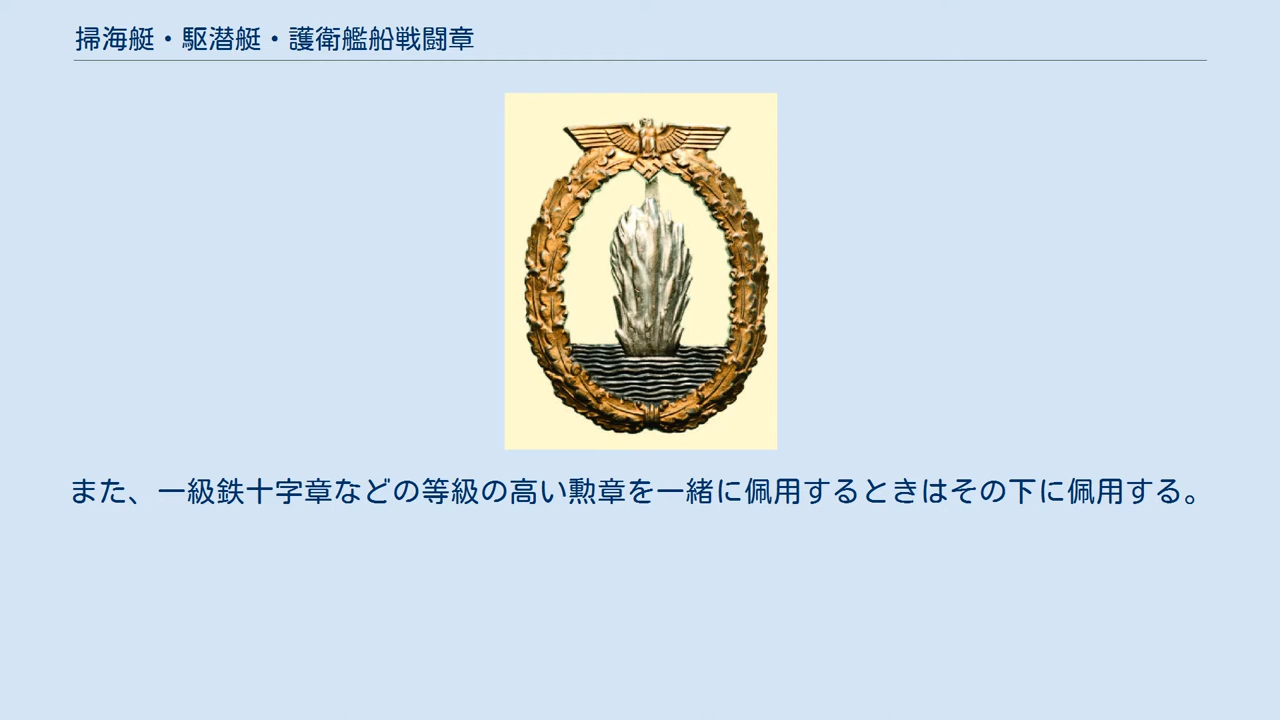 掃海艇・駆潜艇・護衛艦船戦闘章
また、一級鉄十字章などの等級の高い勲章を一緒に佩用するときはその下に佩用する。